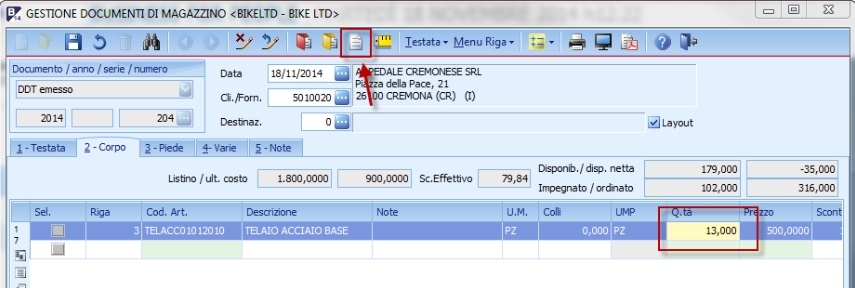 GESTIONE DOCUMENTI DI MAGAZZINO <BIKELTD - BIKE LTD>
Testata Menu Riga
Documento / anno / serie / numero
DDT emesso
2014 204
Data 18/11/2014
Cli./Forn. 5010020
Destinaz. 0
PEDALE CREMONESE SRL
Piazza della Pace, 21
CREMONA (CR) (I)
Layout
1 - Testata 2 - Corpo 3 - Piede 4 - Varie 5 - Note
Listino / ult. costo 1.800,0000 900,0000 Sc.Effettivo 79,84
Disponib./ disp. netta 179,000 -35,000
Impegnato / ordinato 102,000 316,000
Sel. Riga Cod. Art. Descrizione Note U.M. Colli UMP Q.tà Prezzo Scont
1 3 TELACC01012010 TELAIO ACCIAIO BASE PZ 0,000 PZ 13,000 500,0000
7